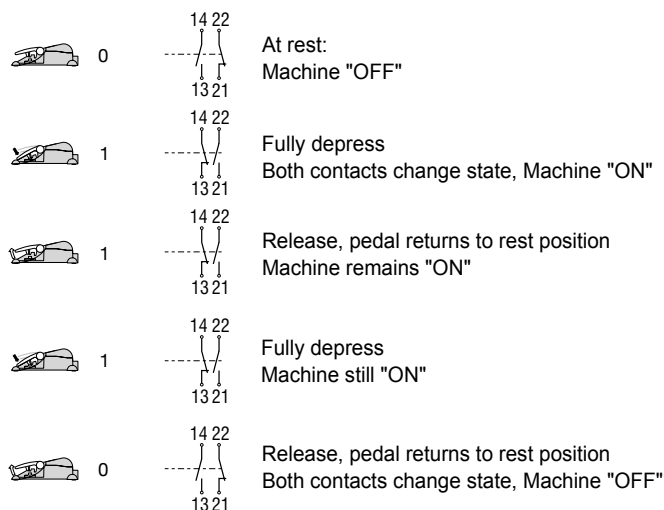 14 22
0
At rest:
Machine "OFF"
13 21
14 22
1
Fully depress
Both contacts change state, Machine "ON"
13 21
14 22
1
Release, pedal returns to rest position
Machine remains "ON"
13 21
14 22
1
Fully depress
Machine still "ON"
13 21
14 22
0
Release, pedal returns to rest position
Both contacts change state, Machine "OFF"
13 21